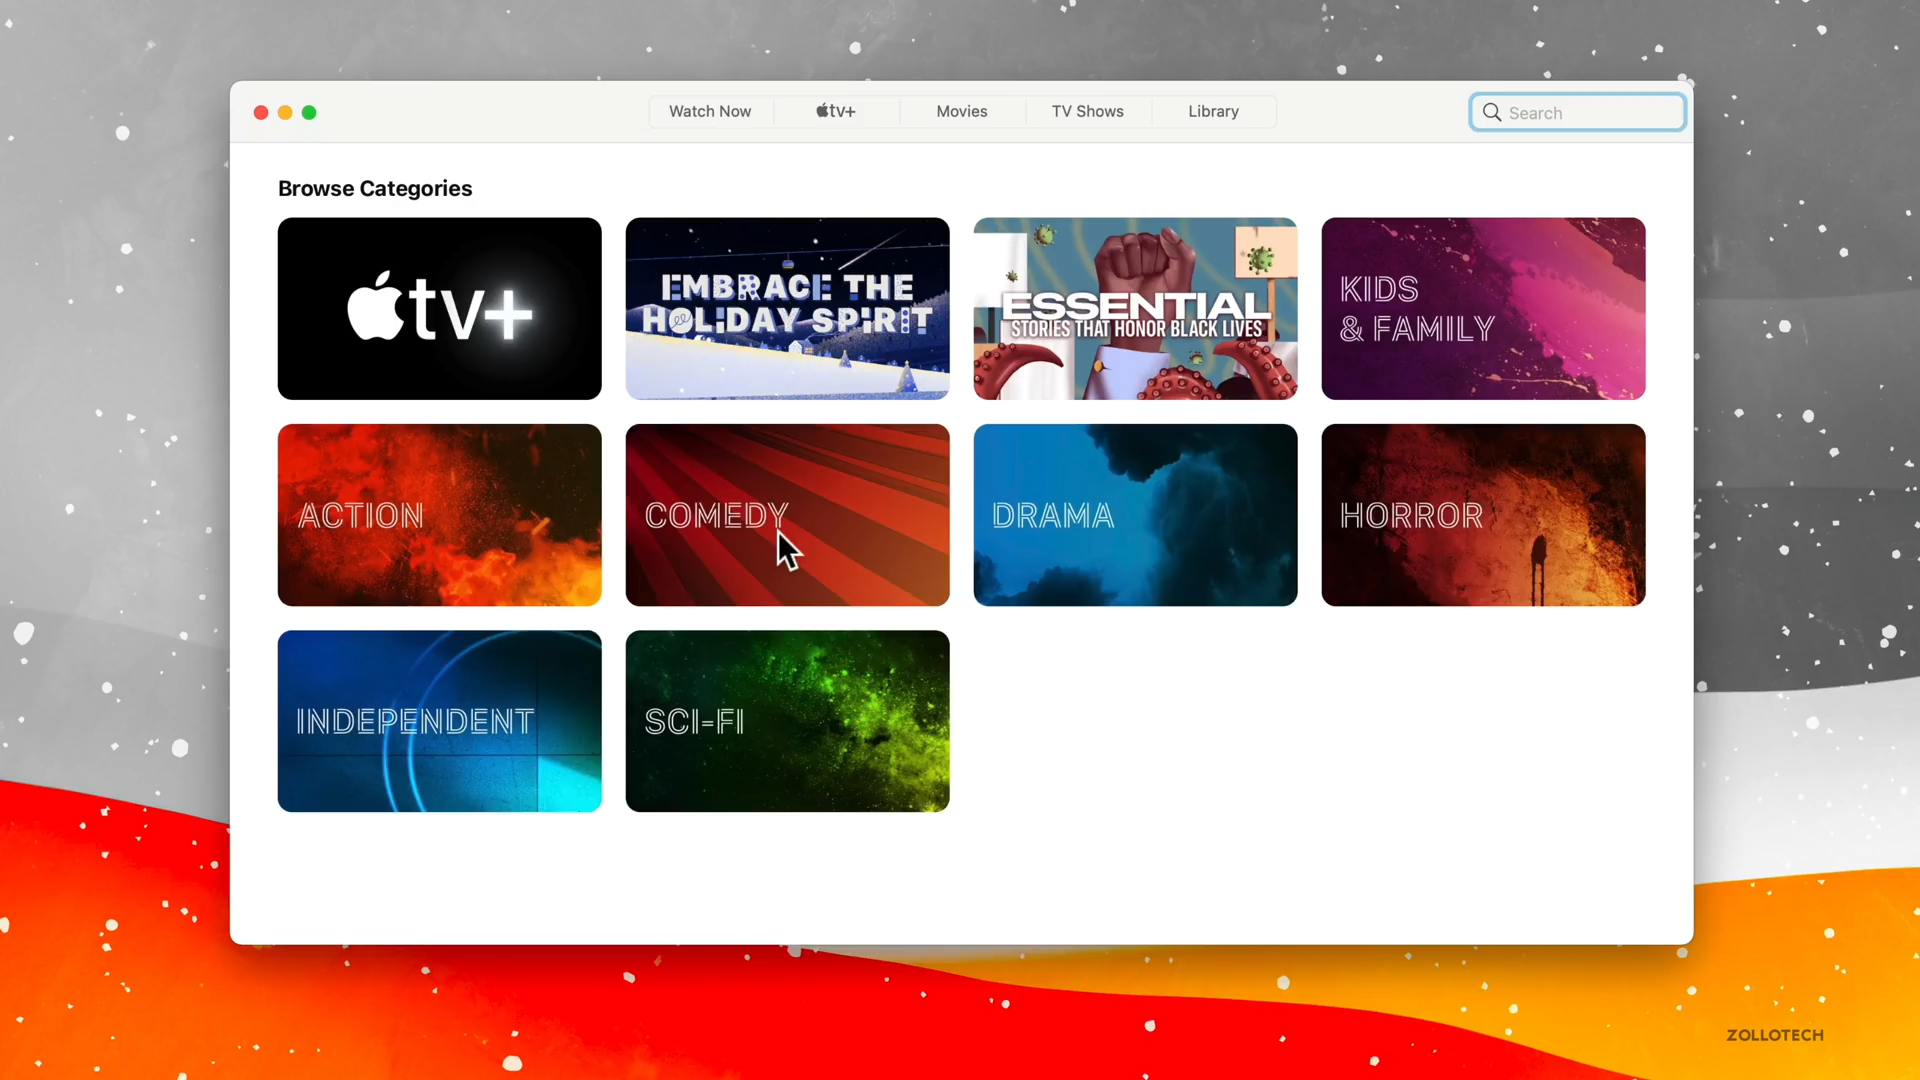 Watch Now
tv+
Movies
TV Shows
Library
Search
Browse Categories
tv+
EMBRACE THE
HOLIDAY SPIRIT
ESSENTIAL
STORIES THAT HONOR BLACK LIVES
KIDS
& FAMILY
ACTION
COMEDY
DRAMA
HORROR
INDEPENDENT
SCI-FI
ZOLLOTECH